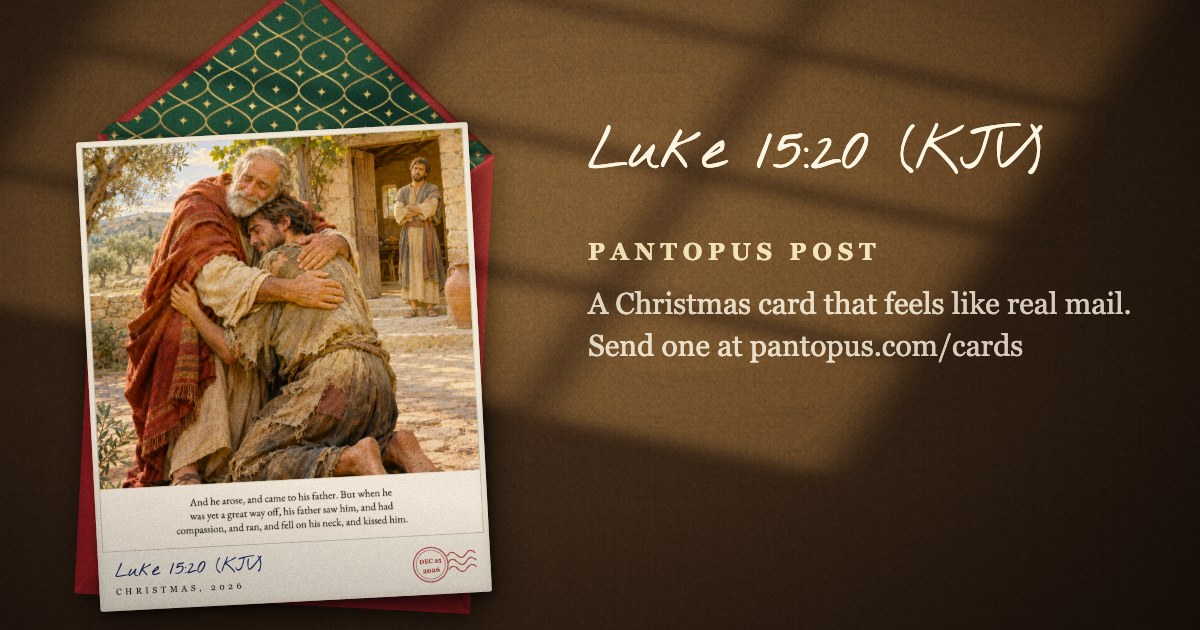 And he arose, and came to his father. But when he
was yet a great way off, his father saw him, and had
compassion, and ran, and fell on his neck, and kissed him.
Luke 15:20 (KJV)
CHRISTMAS, 2026
DEC 25
2026
Luke 15:20 (KJV)
PANTOPUS POST
A Christmas card that feels like real mail.
Send one at pantopus.com/cards